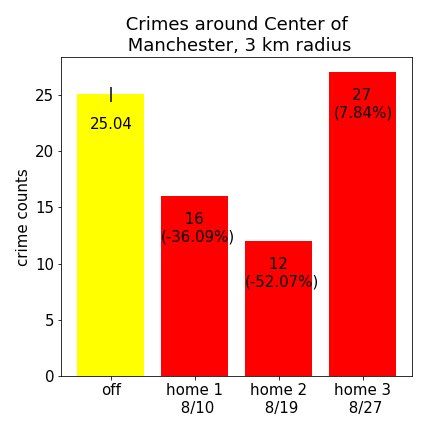 Crimes around Center of
Manchester, 3 km radius
crime counts
25
20
15
10
5
0
25.04
16
(-36.09%)
12
(-52.07%)
27
(7.84%)
off
home 1
8/10
home 2
8/19
home 3
8/27